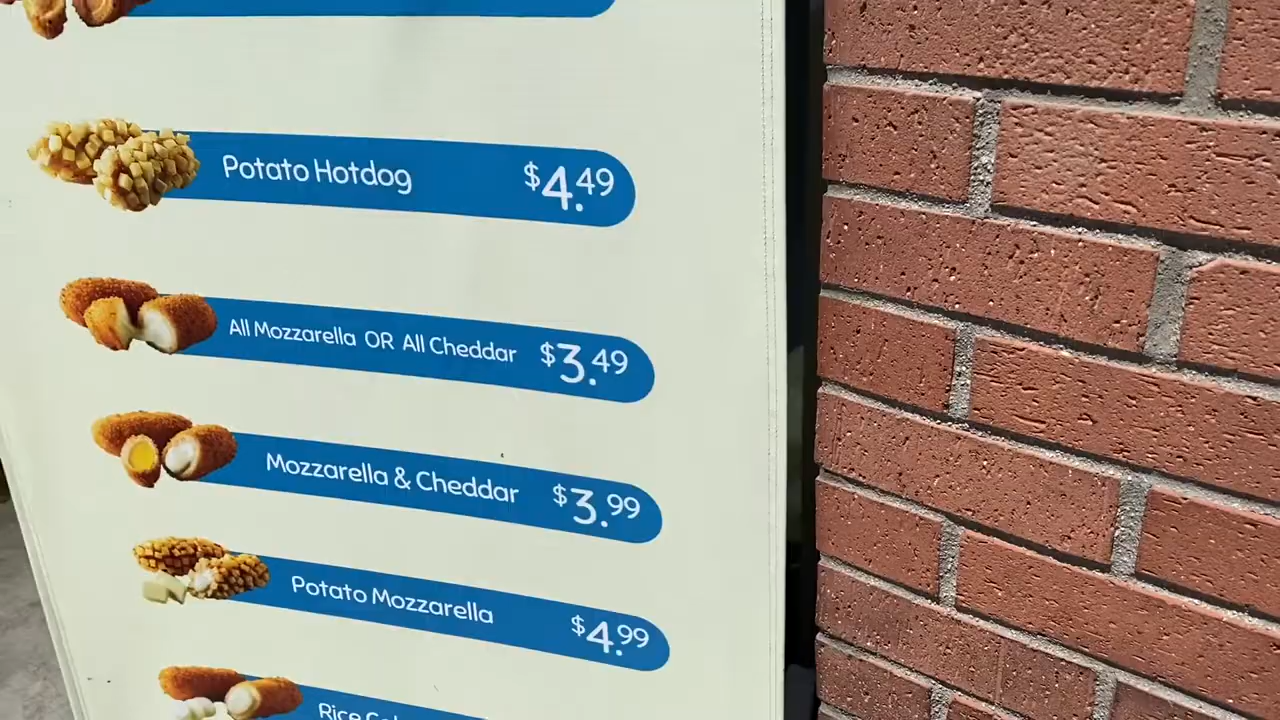 Potato Hotdog $4.49
All Mozzarella OR All Cheddar $3.49
Mozzarella & Cheddar $3.99
Potato Mozzarella $4.99
Rice